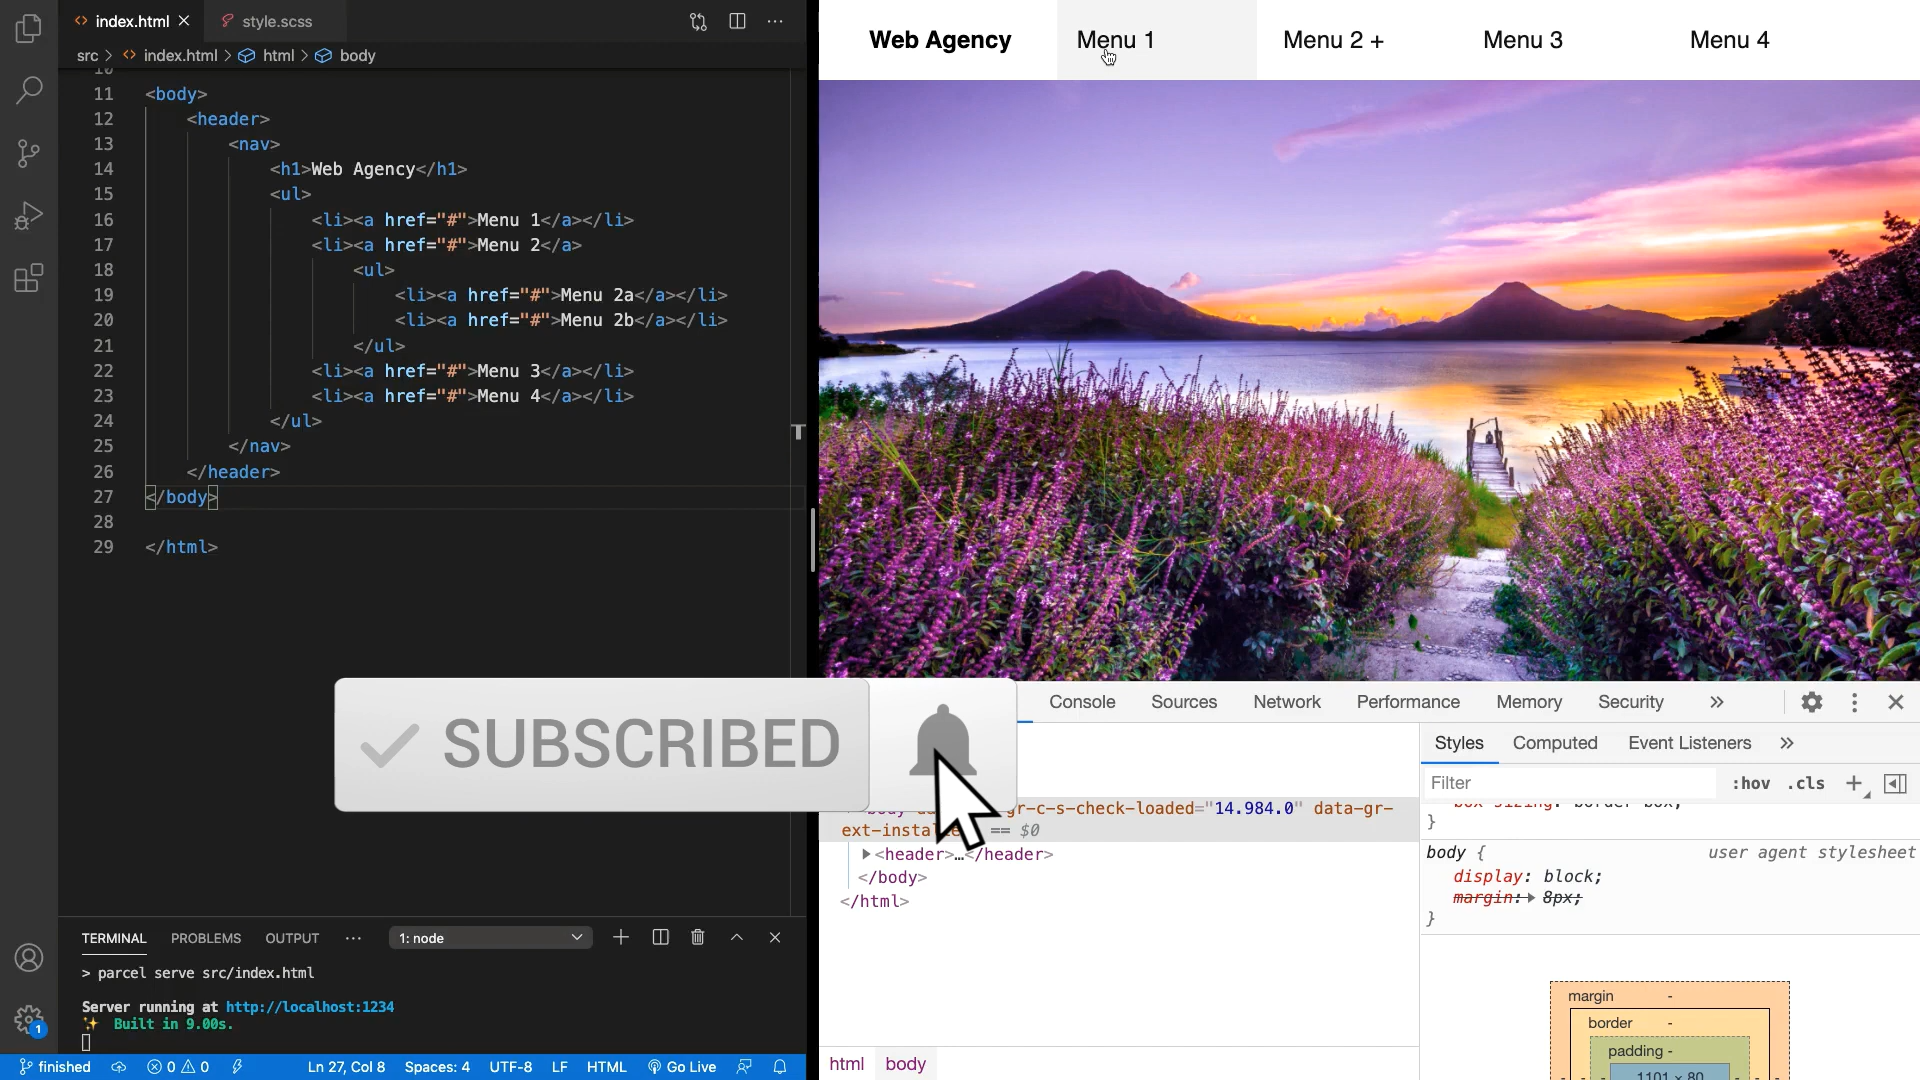 index.html
style.scss
src > index.html > html > body
10
11 <body>
12 <header>
13 <nav>
14 <h1>Web Agency</h1>
15 <ul>
16 <li><a href="#">Menu 1</a></li>
17 <li><a href="#">Menu 2</a>
18 <ul>
19 <li><a href="#">Menu 2a</a></li>
20 <li><a href="#">Menu 2b</a></li>
21 </ul>
22 <li><a href="#">Menu 3</a></li>
23 <li><a href="#">Menu 4</a></li>
24 </ul>
25 </nav>
26 </header>
27 </body>
28
29 </html>
T
TERMINAL PROBLEMS OUTPUT ··· 1: node
> parcel serve src/index.html
Server running at http://localhost:1234
Built in 9.00s.
1
finished 0 0 Ln 27, Col 8 Spaces: 4 UTF-8 LF HTML Go Live
Web Agency Menu 1 Menu 2 + Menu 3 Menu 4
SUBSCRIBED
Console Sources Network Performance Memory Security »
gr-c-s-check-loaded="14.984.0" data-gr-
ext-insta == $0
<header>…</header>
</body>
</html>
html body
Styles Computed Event Listeners »
Filter :hov .cls +
box-sizing: border-box;
}
body { user agent stylesheet
display: block;
margin: 8px;
}
margin -
border -
padding -
1101 × 80